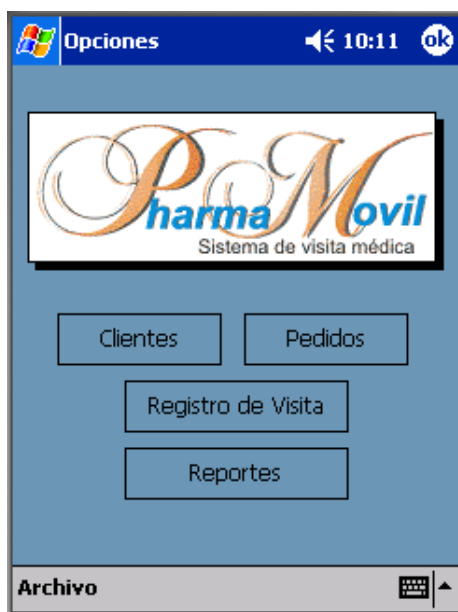 Opciones 10:11 ok
PharmaMovil
Sistema de visita médica
Clientes Pedidos
Registro de Visita
Reportes
Archivo